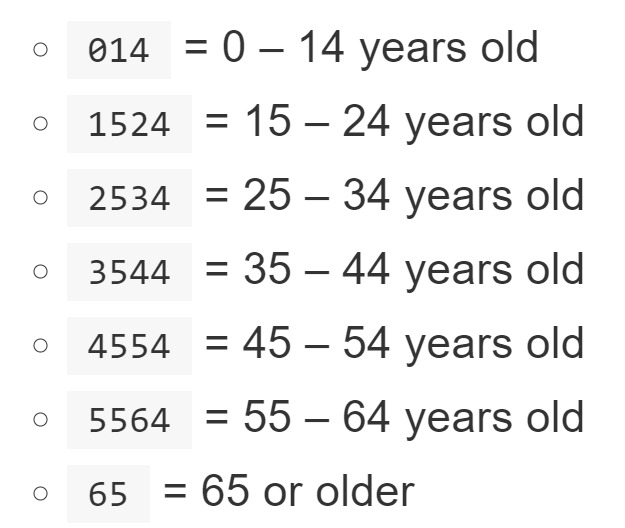 014 = 0 – 14 years old
1524 = 15 – 24 years old
2534 = 25 – 34 years old
3544 = 35 – 44 years old
4554 = 45 – 54 years old
5564 = 55 – 64 years old
65 = 65 or older